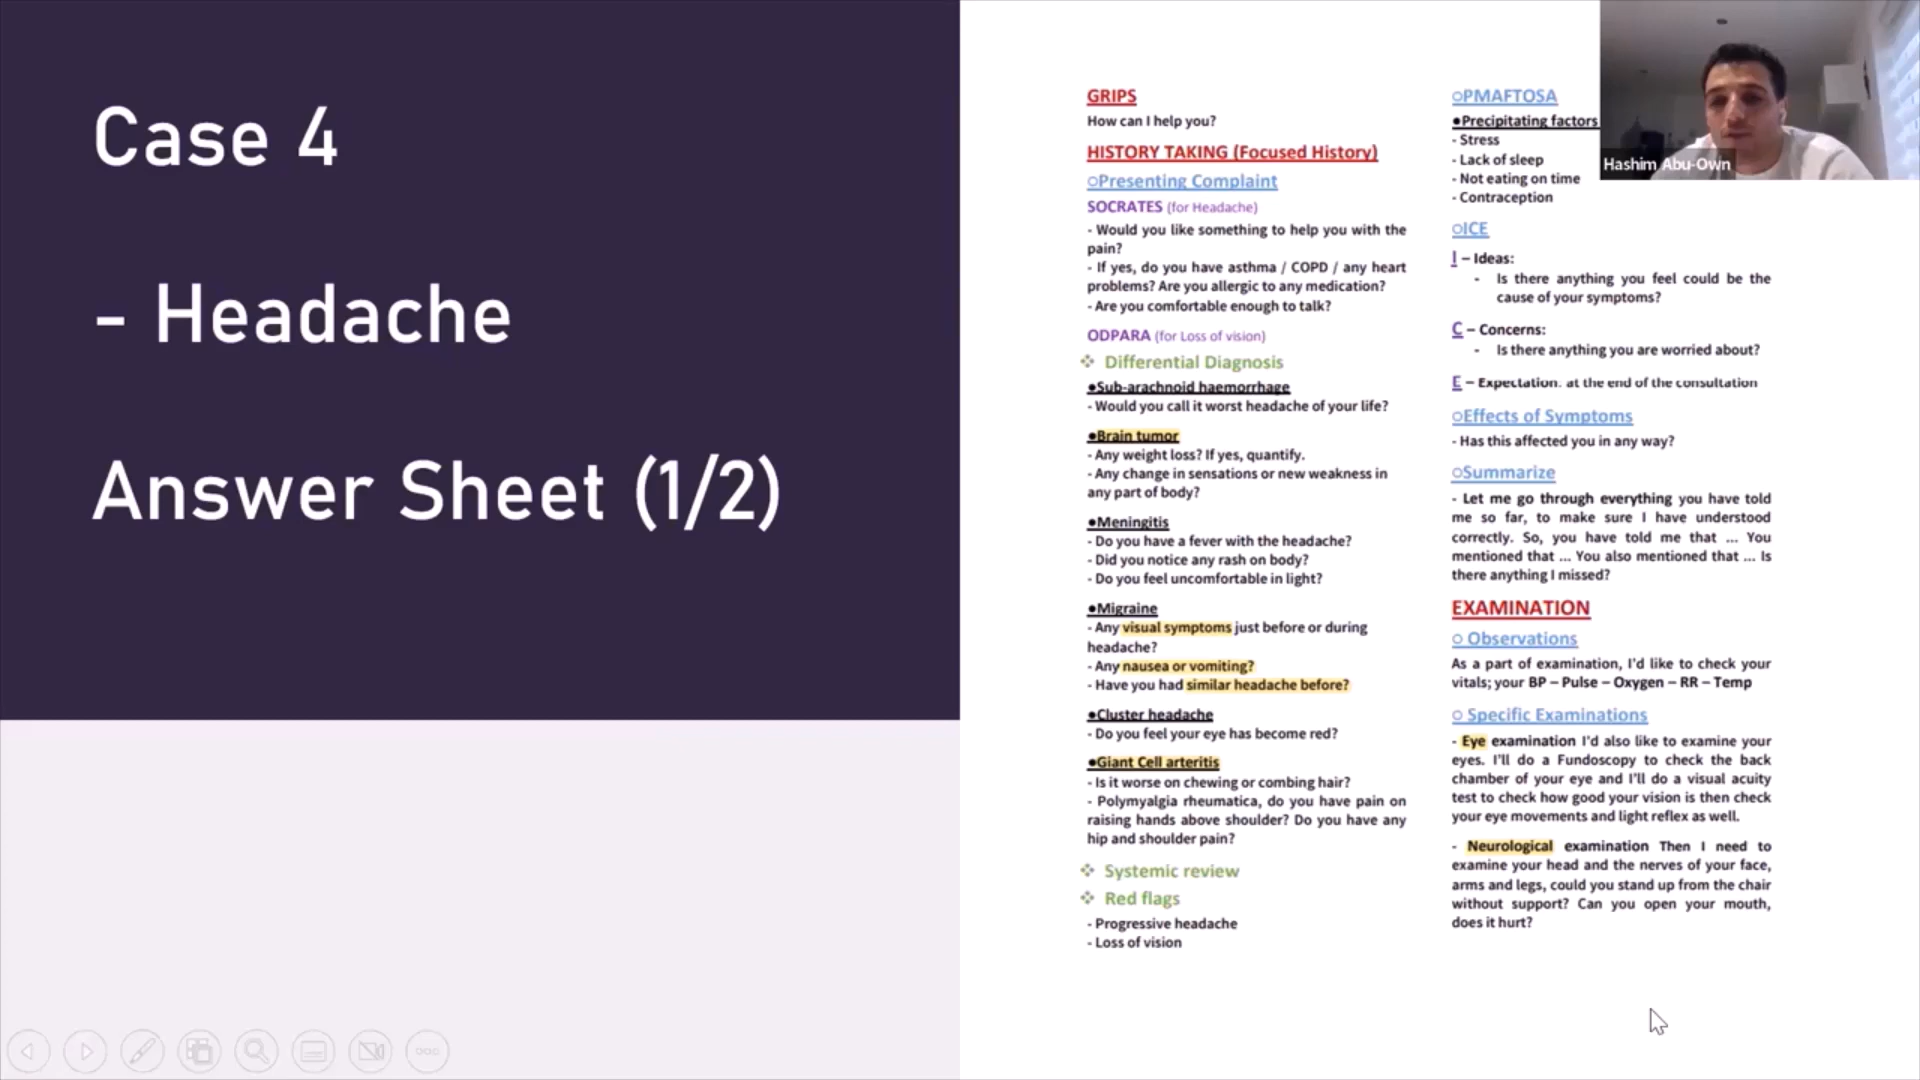 Case 4
- Headache
Answer Sheet (1/2)
GRIPS
How can I help you?
HISTORY TAKING (Focused History)
○Presenting Complaint
SOCRATES (for Headache)
- Would you like something to help you with the
pain?
- If yes, do you have asthma / COPD / any heart
problems? Are you allergic to any medication?
- Are you comfortable enough to talk?
ODPARA (for Loss of vision)
❖ Differential Diagnosis
●Sub-arachnoid haemorrhage
- Would you call it worst headache of your life?
●Brain tumor
- Any weight loss? If yes, quantify.
- Any change in sensations or new weakness in
any part of body?
●Meningitis
- Do you have a fever with the headache?
- Did you notice any rash on body?
- Do you feel uncomfortable in light?
●Migraine
- Any visual symptoms just before or during
headache?
- Any nausea or vomiting?
- Have you had similar headache before?
●Cluster headache
- Do you feel your eye has become red?
●Giant Cell arteritis
- Is it worse on chewing or combing hair?
- Polymyalgia rheumatica, do you have pain on
raising hands above shoulder? Do you have any
hip and shoulder pain?
❖ Systemic review
❖ Red flags
- Progressive headache
- Loss of vision
○PMAFTOSA
●Precipitating factors
- Stress
- Lack of sleep
- Not eating on time
- Contraception
○ICE
I – Ideas:
- Is there anything you feel could be the
cause of your symptoms?
C – Concerns:
- Is there anything you are worried about?
E – Expectation: at the end of the consultation
○Effects of Symptoms
- Has this affected you in any way?
○Summarize
- Let me go through everything you have told
me so far, to make sure I have understood
correctly. So, you have told me that ... You
mentioned that ... You also mentioned that ... Is
there anything I missed?
EXAMINATION
○ Observations
As a part of examination, I'd like to check your
vitals; your BP – Pulse – Oxygen – RR – Temp
○ Specific Examinations
- Eye examination I'd also like to examine your
eyes. I'll do a Fundoscopy to check the back
chamber of your eye and I'll do a visual acuity
test to check how good your vision is then check
your eye movements and light reflex as well.
- Neurological examination Then I need to
examine your head and the nerves of your face,
arms and legs, could you stand up from the chair
without support? Can you open your mouth,
does it hurt?
Hashim Abu-Own